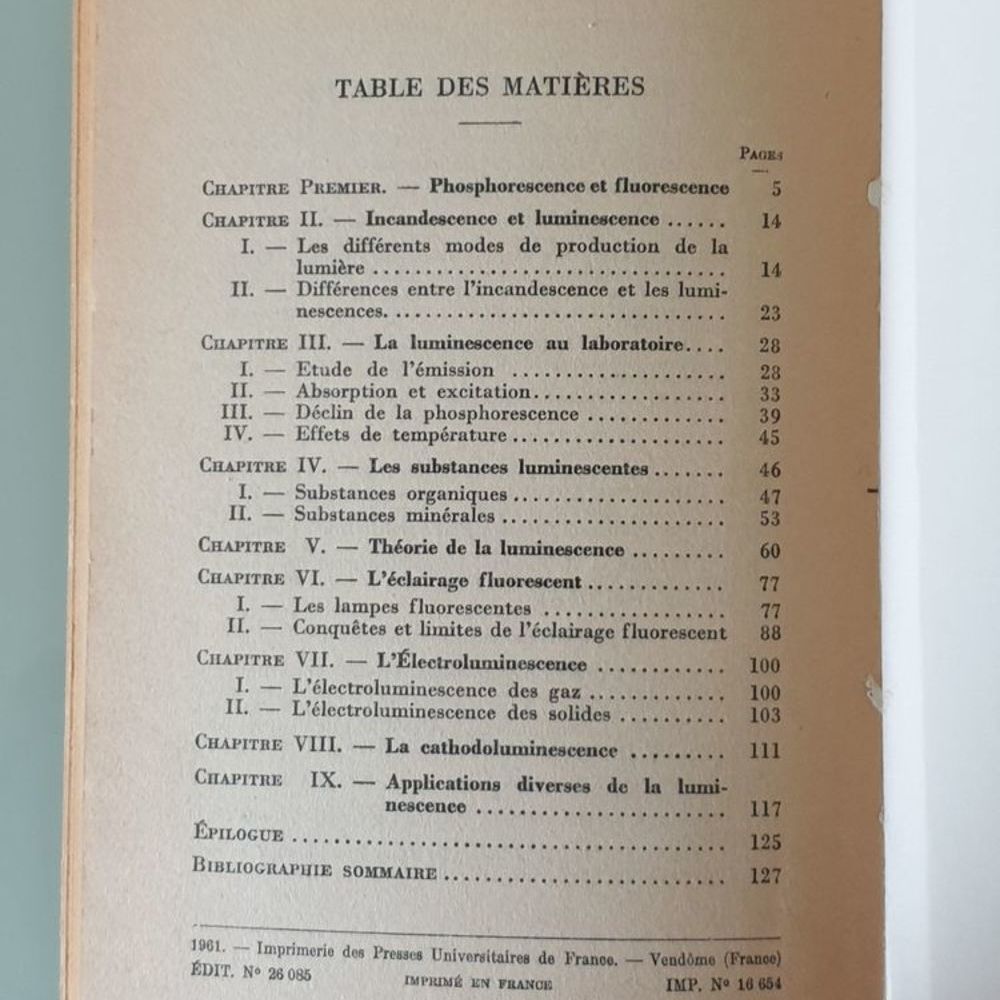 TABLE DES MATIÈRES
PAGES
CHAPITRE PREMIER. — Phosphorescence et fluorescence 5
CHAPITRE II. — Incandescence et luminescence ...... 14
I. — Les différents modes de production de la
lumière ................................. 14
II. — Différences entre l'incandescence et les lumi-
nescences. ............................... 23
CHAPITRE III. — La luminescence au laboratoire.... 28
I. — Etude de l'émission .................... 28
II. — Absorption et excitation.................. 33
III. — Déclin de la phosphorescence ............. 39
IV. — Effets de température.................... 45
CHAPITRE IV. — Les substances luminescentes ....... 46
I. — Substances organiques .................... 47
II. — Substances minérales ..................... 53
CHAPITRE V. — Théorie de la luminescence ......... 60
CHAPITRE VI. — L'éclairage fluorescent ............. 77
I. — Les lampes fluorescentes ................. 77
II. — Conquêtes et limites de l'éclairage fluorescent 88
CHAPITRE VII. — L'Électroluminescence ............ 100
I. — L'électroluminescence des gaz ............. 100
II. — L'électroluminescence des solides .......... 103
CHAPITRE VIII. — La cathodoluminescence ......... 111
CHAPITRE IX. — Applications diverses de la lumi-
nescence ........................ 117
ÉPILOGUE ......................................... 125
BIBLIOGRAPHIE SOMMAIRE ........................... 127
1961. — Imprimerie des Presses Universitaires de France. — Vendôme (France)
ÉDIT. Nº 26 085 IMPRIMÉ EN FRANCE IMP. Nº 16 654